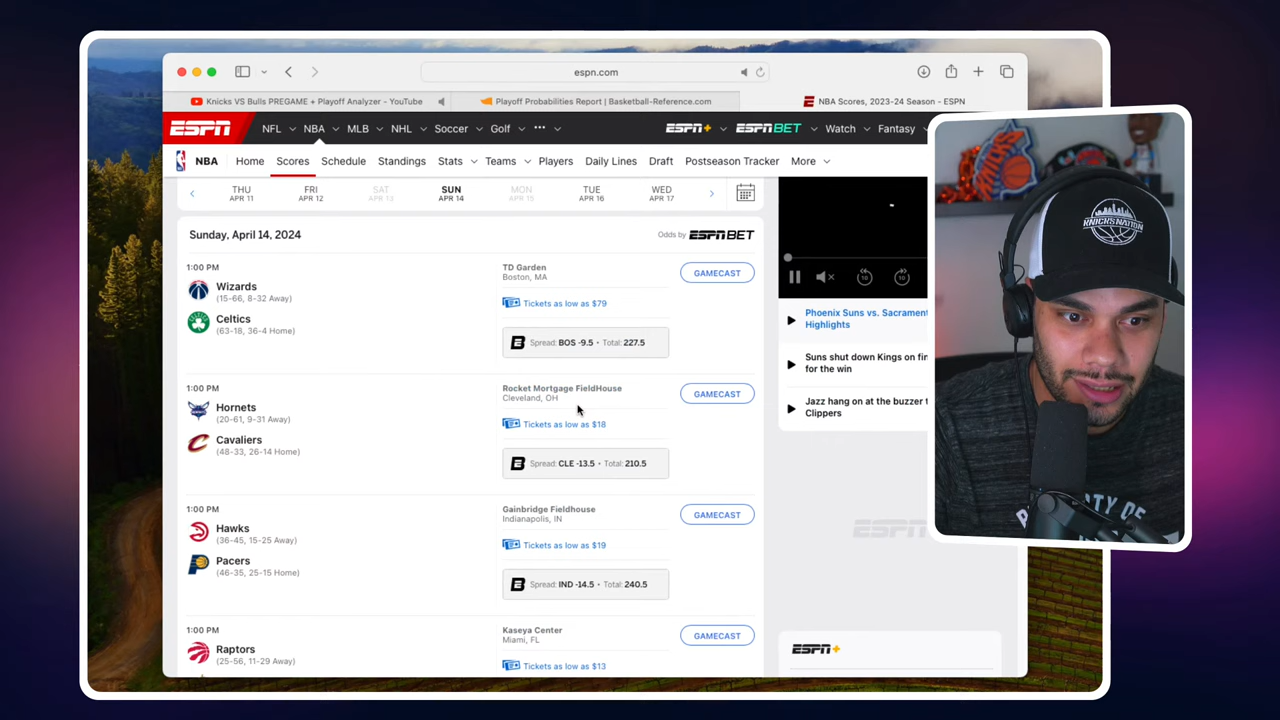 espn.com
Knicks VS Bulls PREGAME + Playoff Analyzer - YouTube
Playoff Probabilities Report | Basketball-Reference.com
NBA Scores, 2023-24 Season - ESPN
ESPN
NFL
NBA
MLB
NHL
Soccer
Golf
ESPN+
ESPN BET
Watch
Fantasy
NBA
Home
Scores
Schedule
Standings
Stats
Teams
Players
Daily Lines
Draft
Postseason Tracker
More
THU
APR 11
FRI
APR 12
SAT
APR 13
SUN
APR 14
MON
APR 15
TUE
APR 16
WED
APR 17
Sunday, April 14, 2024
Odds by ESPN BET
1:00 PM
Wizards
(15-66, 8-32 Away)
Celtics
(63-18, 36-4 Home)
TD Garden
Boston, MA
Tickets as low as $79
Spread: BOS -9.5 • Total: 227.5
GAMECAST
1:00 PM
Hornets
(20-61, 9-31 Away)
Cavaliers
(48-33, 26-14 Home)
Rocket Mortgage FieldHouse
Cleveland, OH
Tickets as low as $18
Spread: CLE -13.5 • Total: 210.5
GAMECAST
1:00 PM
Hawks
(36-45, 15-25 Away)
Pacers
(46-35, 25-15 Home)
Gainbridge Fieldhouse
Indianapolis, IN
Tickets as low as $19
Spread: IND -14.5 • Total: 240.5
GAMECAST
1:00 PM
Raptors
(25-56, 11-29 Away)
Kaseya Center
Miami, FL
Tickets as low as $13
GAMECAST
10
10
Phoenix Suns vs. Sacrament
Highlights
Suns shut down Kings on fin
for the win
Jazz hang on at the buzzer t
Clippers
ESPN
ESPN+
KNICKS NATION
KNICKS
PROPERTY OF